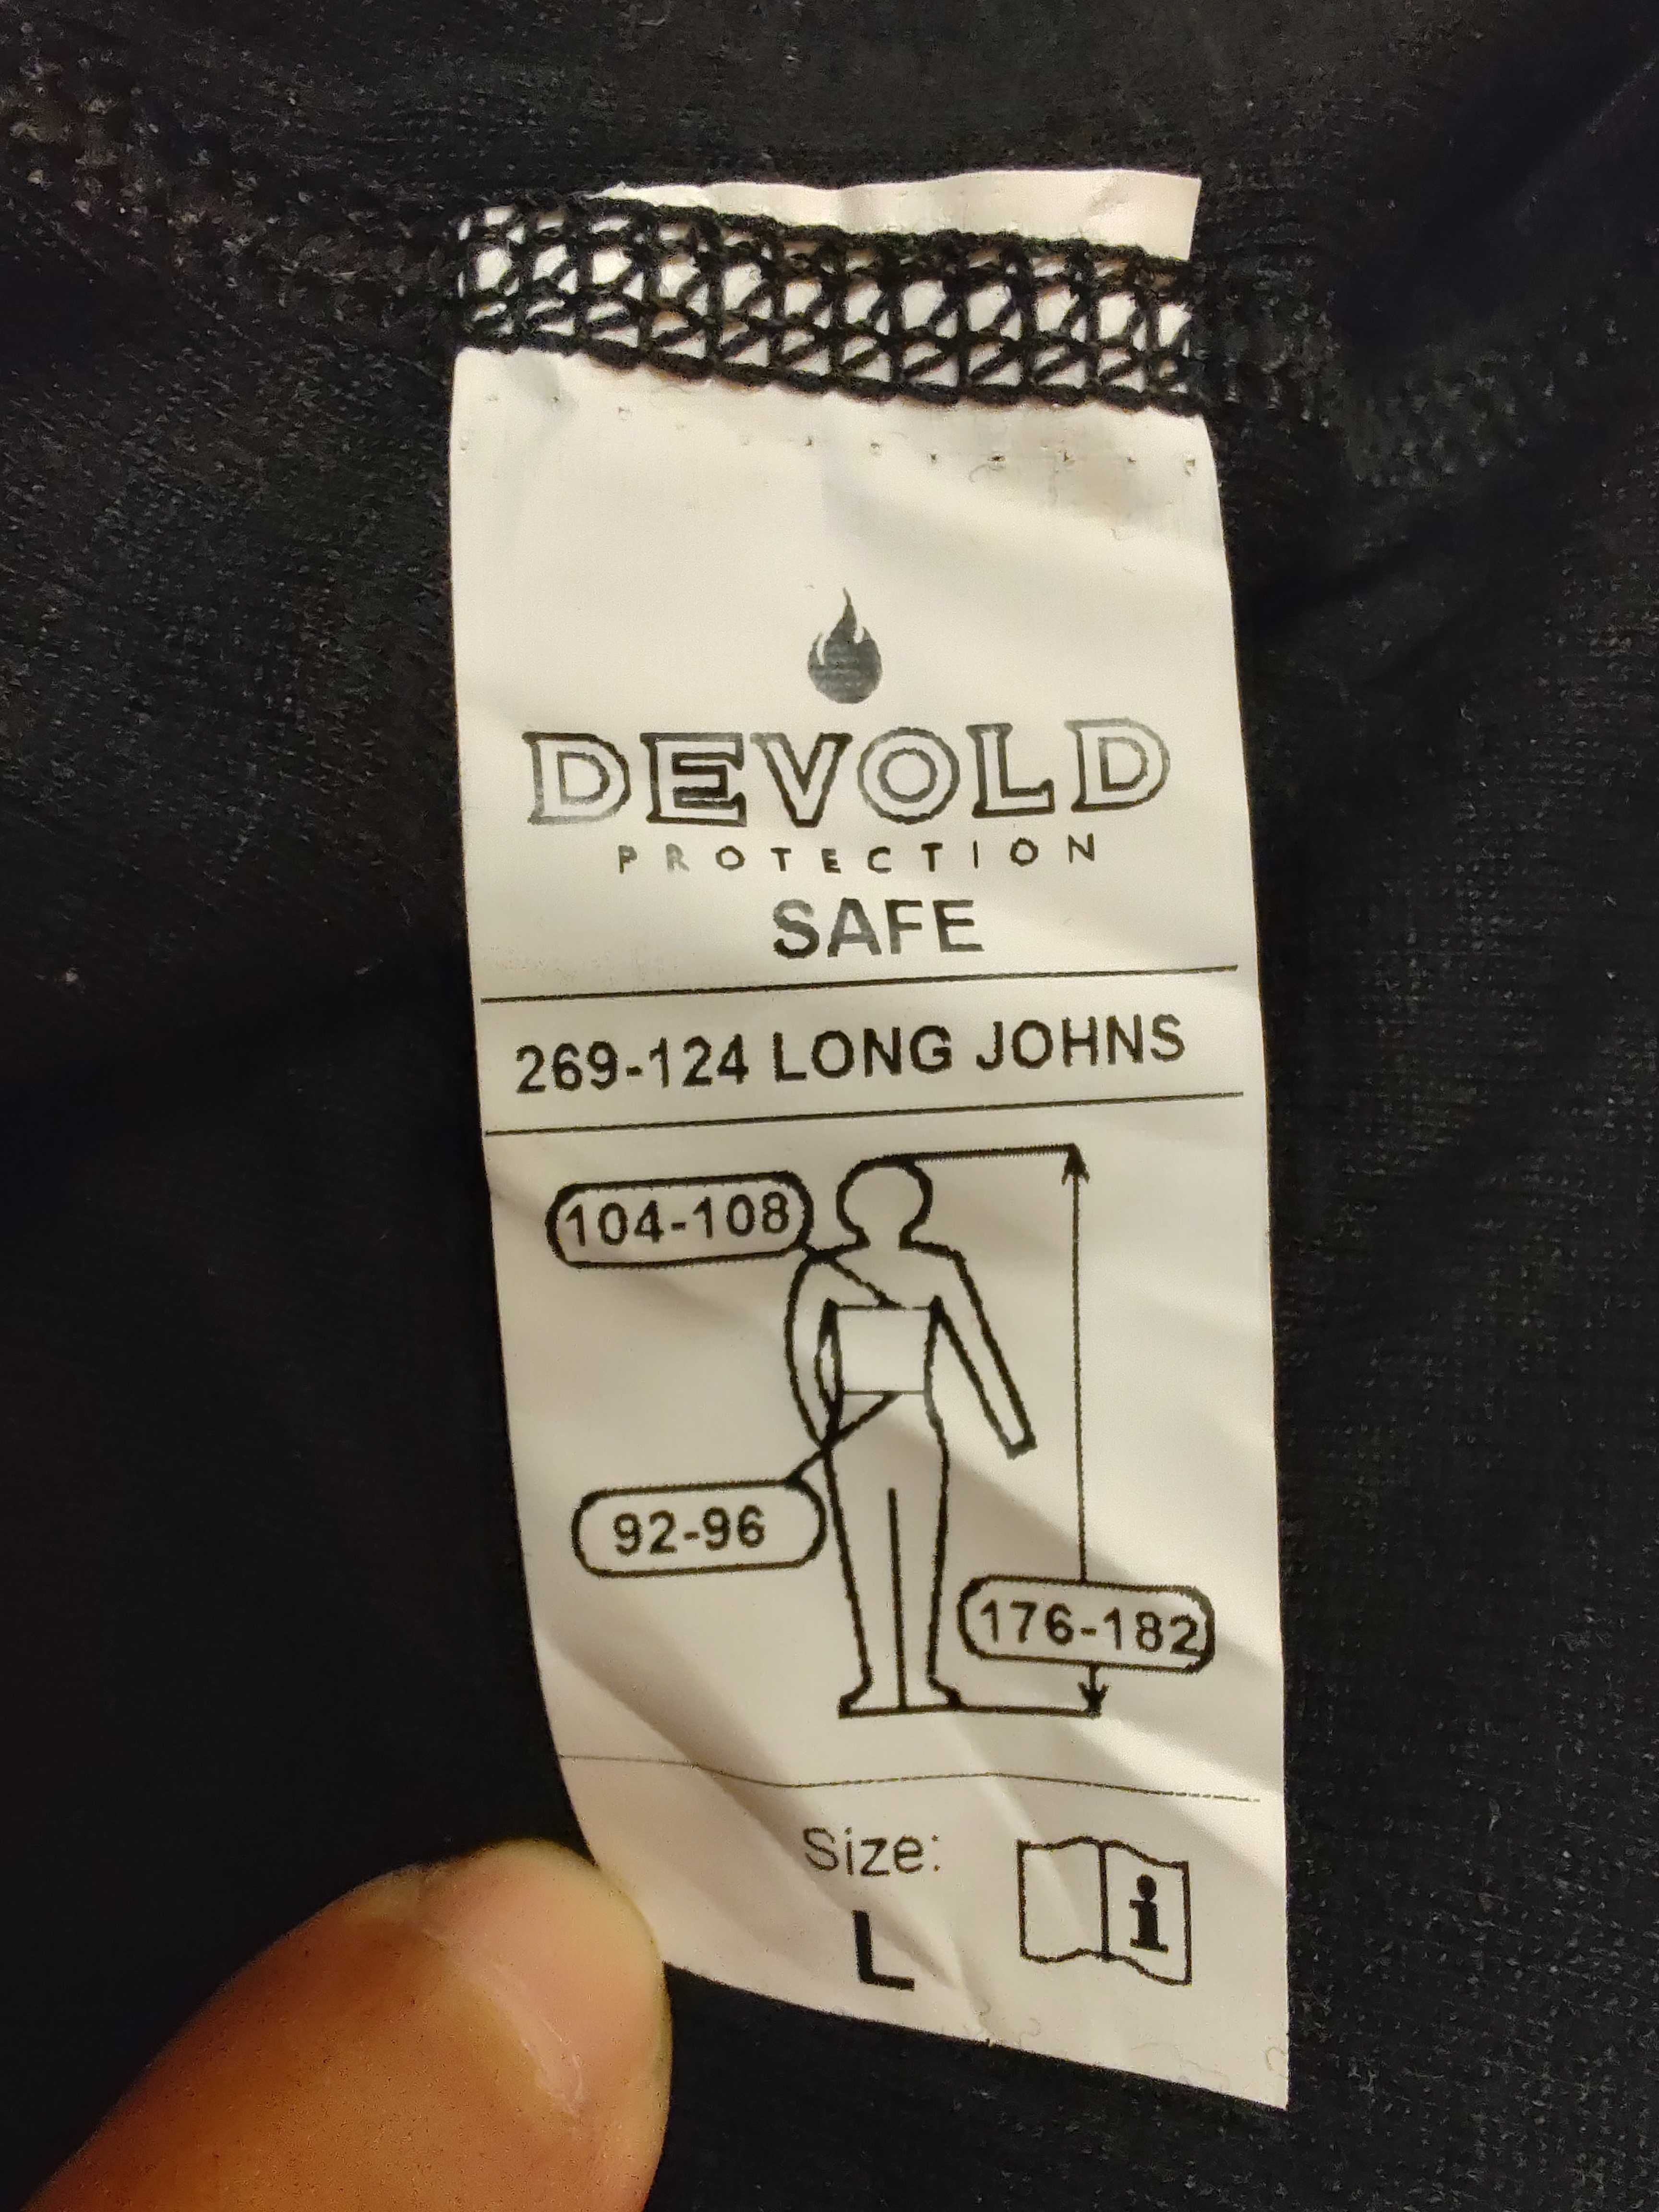 DEVOLD
PROTECTION
SAFE
269-124 LONG JOHNS
104-108
92-96
176-182
Size:
L
i